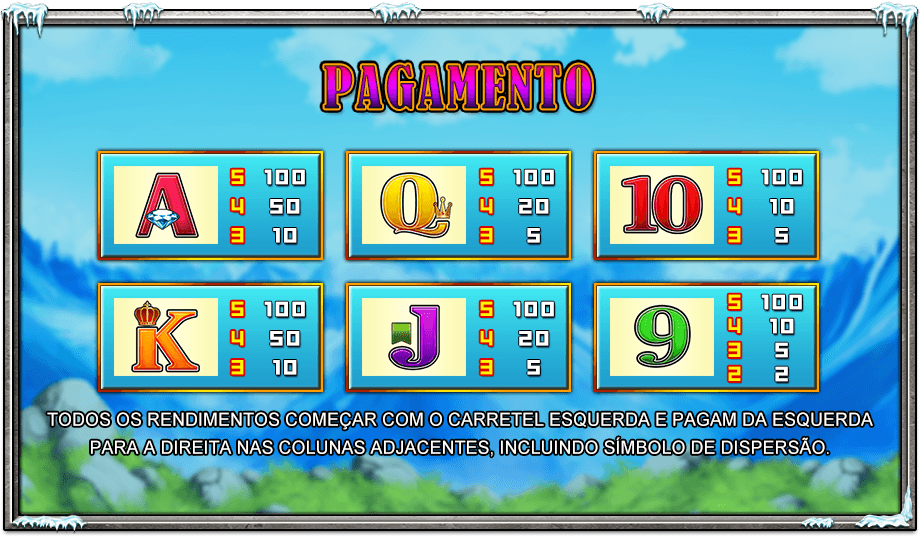 PAGAMENTO
A 5 100 Q 5 100 10 5 100
4 50 4 20 4 10
3 10 3 5 3 5
K 5 100 J 5 100 9 5 100
4 50 4 20 4 10
3 10 3 5 3 5
2 2
TODOS OS RENDIMENTOS COMEÇAR COM O CARRETEL ESQUERDA E PAGAM DA ESQUERDA
PARA A DIREITA NAS COLUNAS ADJACENTES, INCLUINDO SÍMBOLO DE DISPERSÃO.